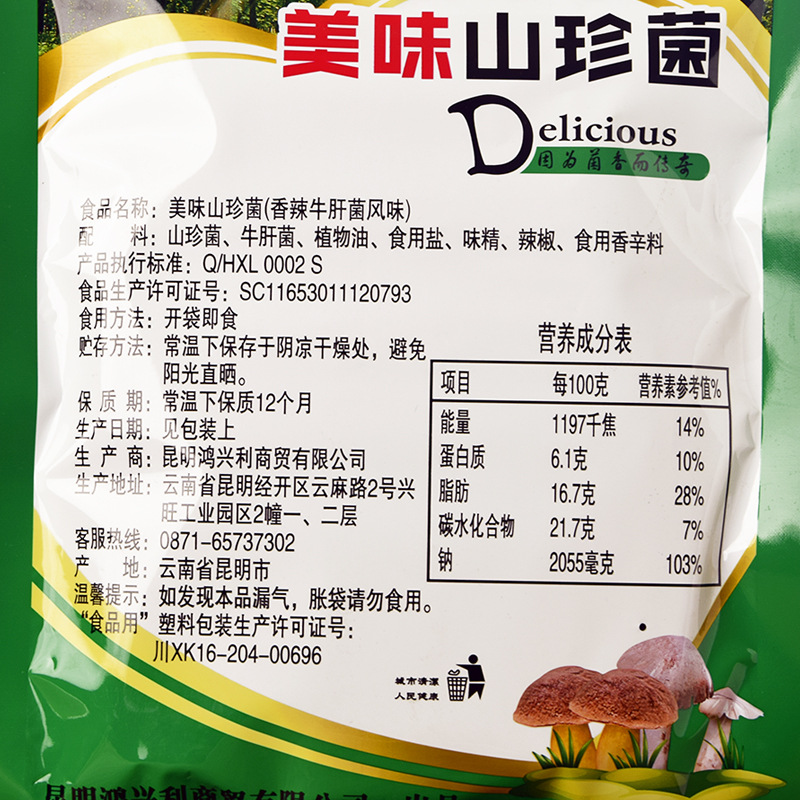 美味山珍菌
Delicious
因为菌香而传奇
食品名称：美味山珍菌(香辣牛肝菌风味)
配 料：山珍菌、牛肝菌、植物油、食用盐、味精、辣椒、食用香辛料
产品执行标准：Q/HXL 0002 S
食品生产许可证号：SC11653011120793
食用方法：开袋即食
贮存方法：常温下保存于阴凉干燥处，避免
阳光直晒。
保 质 期：常温下保质12个月
生产日期：见包装上
生 产 商：昆明鸿兴利商贸有限公司
生产地址：云南省昆明经开区云麻路2号兴
旺工业园区2幢一、二层
客服热线：0871-65737302
产 地：云南省昆明市
温馨提示：如发现本品漏气，胀袋请勿食用。
“食品用”塑料包装生产许可证号：
川XK16-204-00696
营养成分表
项目 每100克 营养素参考值%
能量 1197千焦 14%
蛋白质 6.1克 10%
脂肪 16.7克 28%
碳水化合物 21.7克 7%
钠 2055毫克 103%
城市清洁
人民健康
昆明鸿兴利商贸有限公司